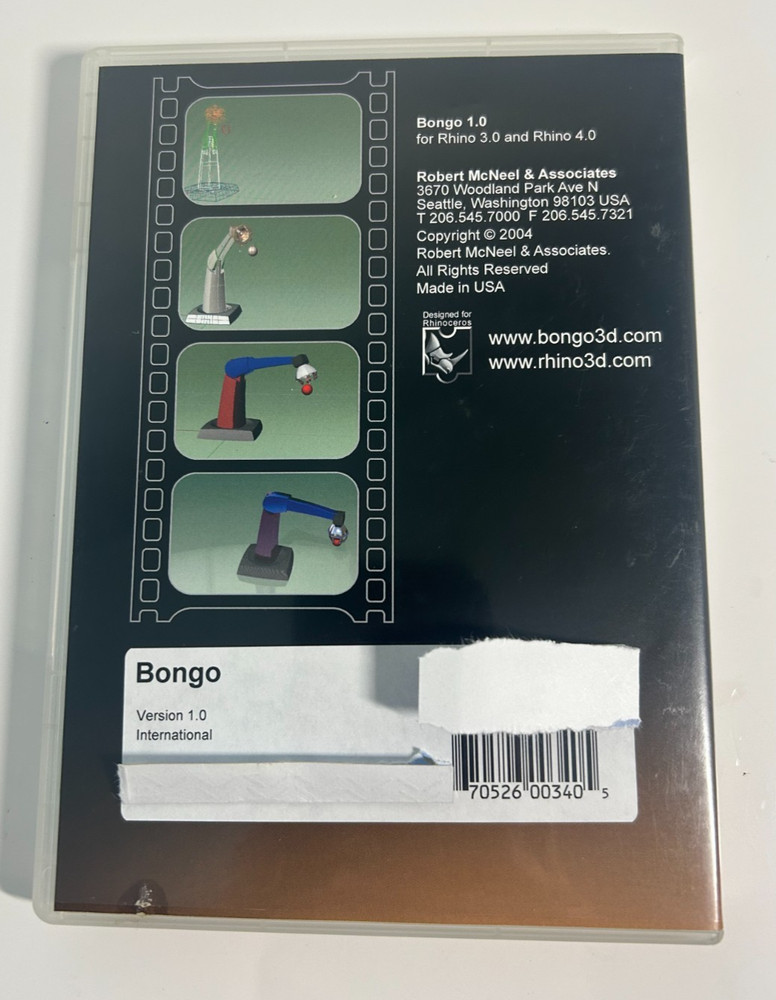 Bongo 1.0
for Rhino 3.0 and Rhino 4.0
Robert McNeel & Associates
3670 Woodland Park Ave N
Seattle, Washington 98103 USA
T 206.545.7000 F 206.545.7321
Copyright © 2004
Robert McNeel & Associates.
All Rights Reserved
Made in USA
Designed for
Rhinoceros
www.bongo3d.com
www.rhino3d.com
Bongo
Version 1.0
International
70526 00340 5